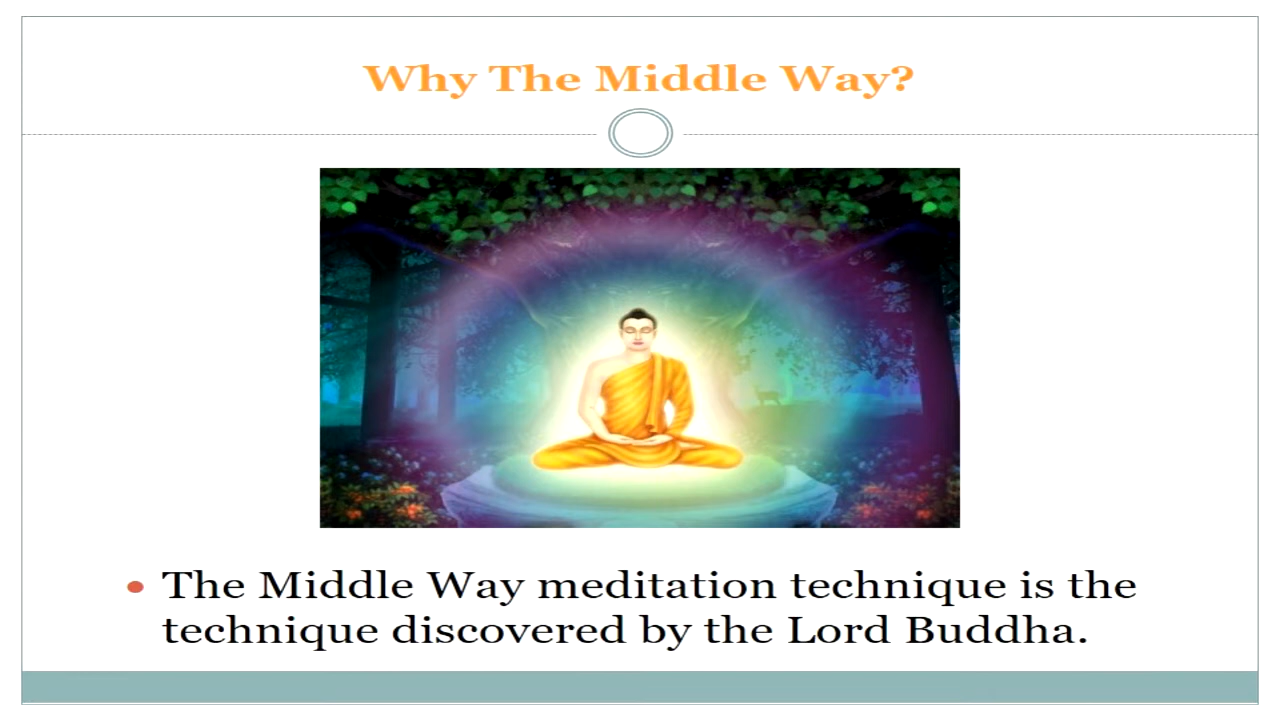 Why The Middle Way?
The Middle Way meditation technique is the
technique discovered by the Lord Buddha.